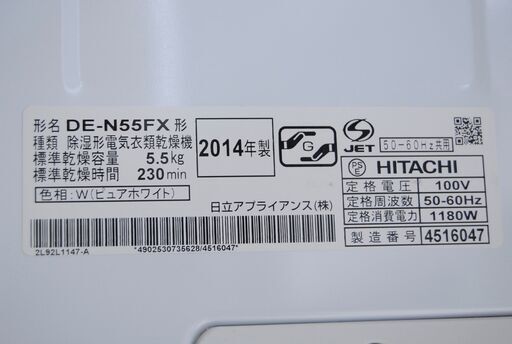 形名 DE-N55FX 形
種類 除湿形電気衣類乾燥機
標準乾燥容量 5.5kg
標準乾燥時間 230min
色相:W(ピュアホワイト)
2014年製
G
S
JET
50-60Hz共用
PS
E
HITACHI
定格電圧 100V
定格周波数 50-60Hz
定格消費電力 1180W
製造番号 4516047
日立アプライアンス(株)
2L92L1147-A
*4902530735628/4516047*